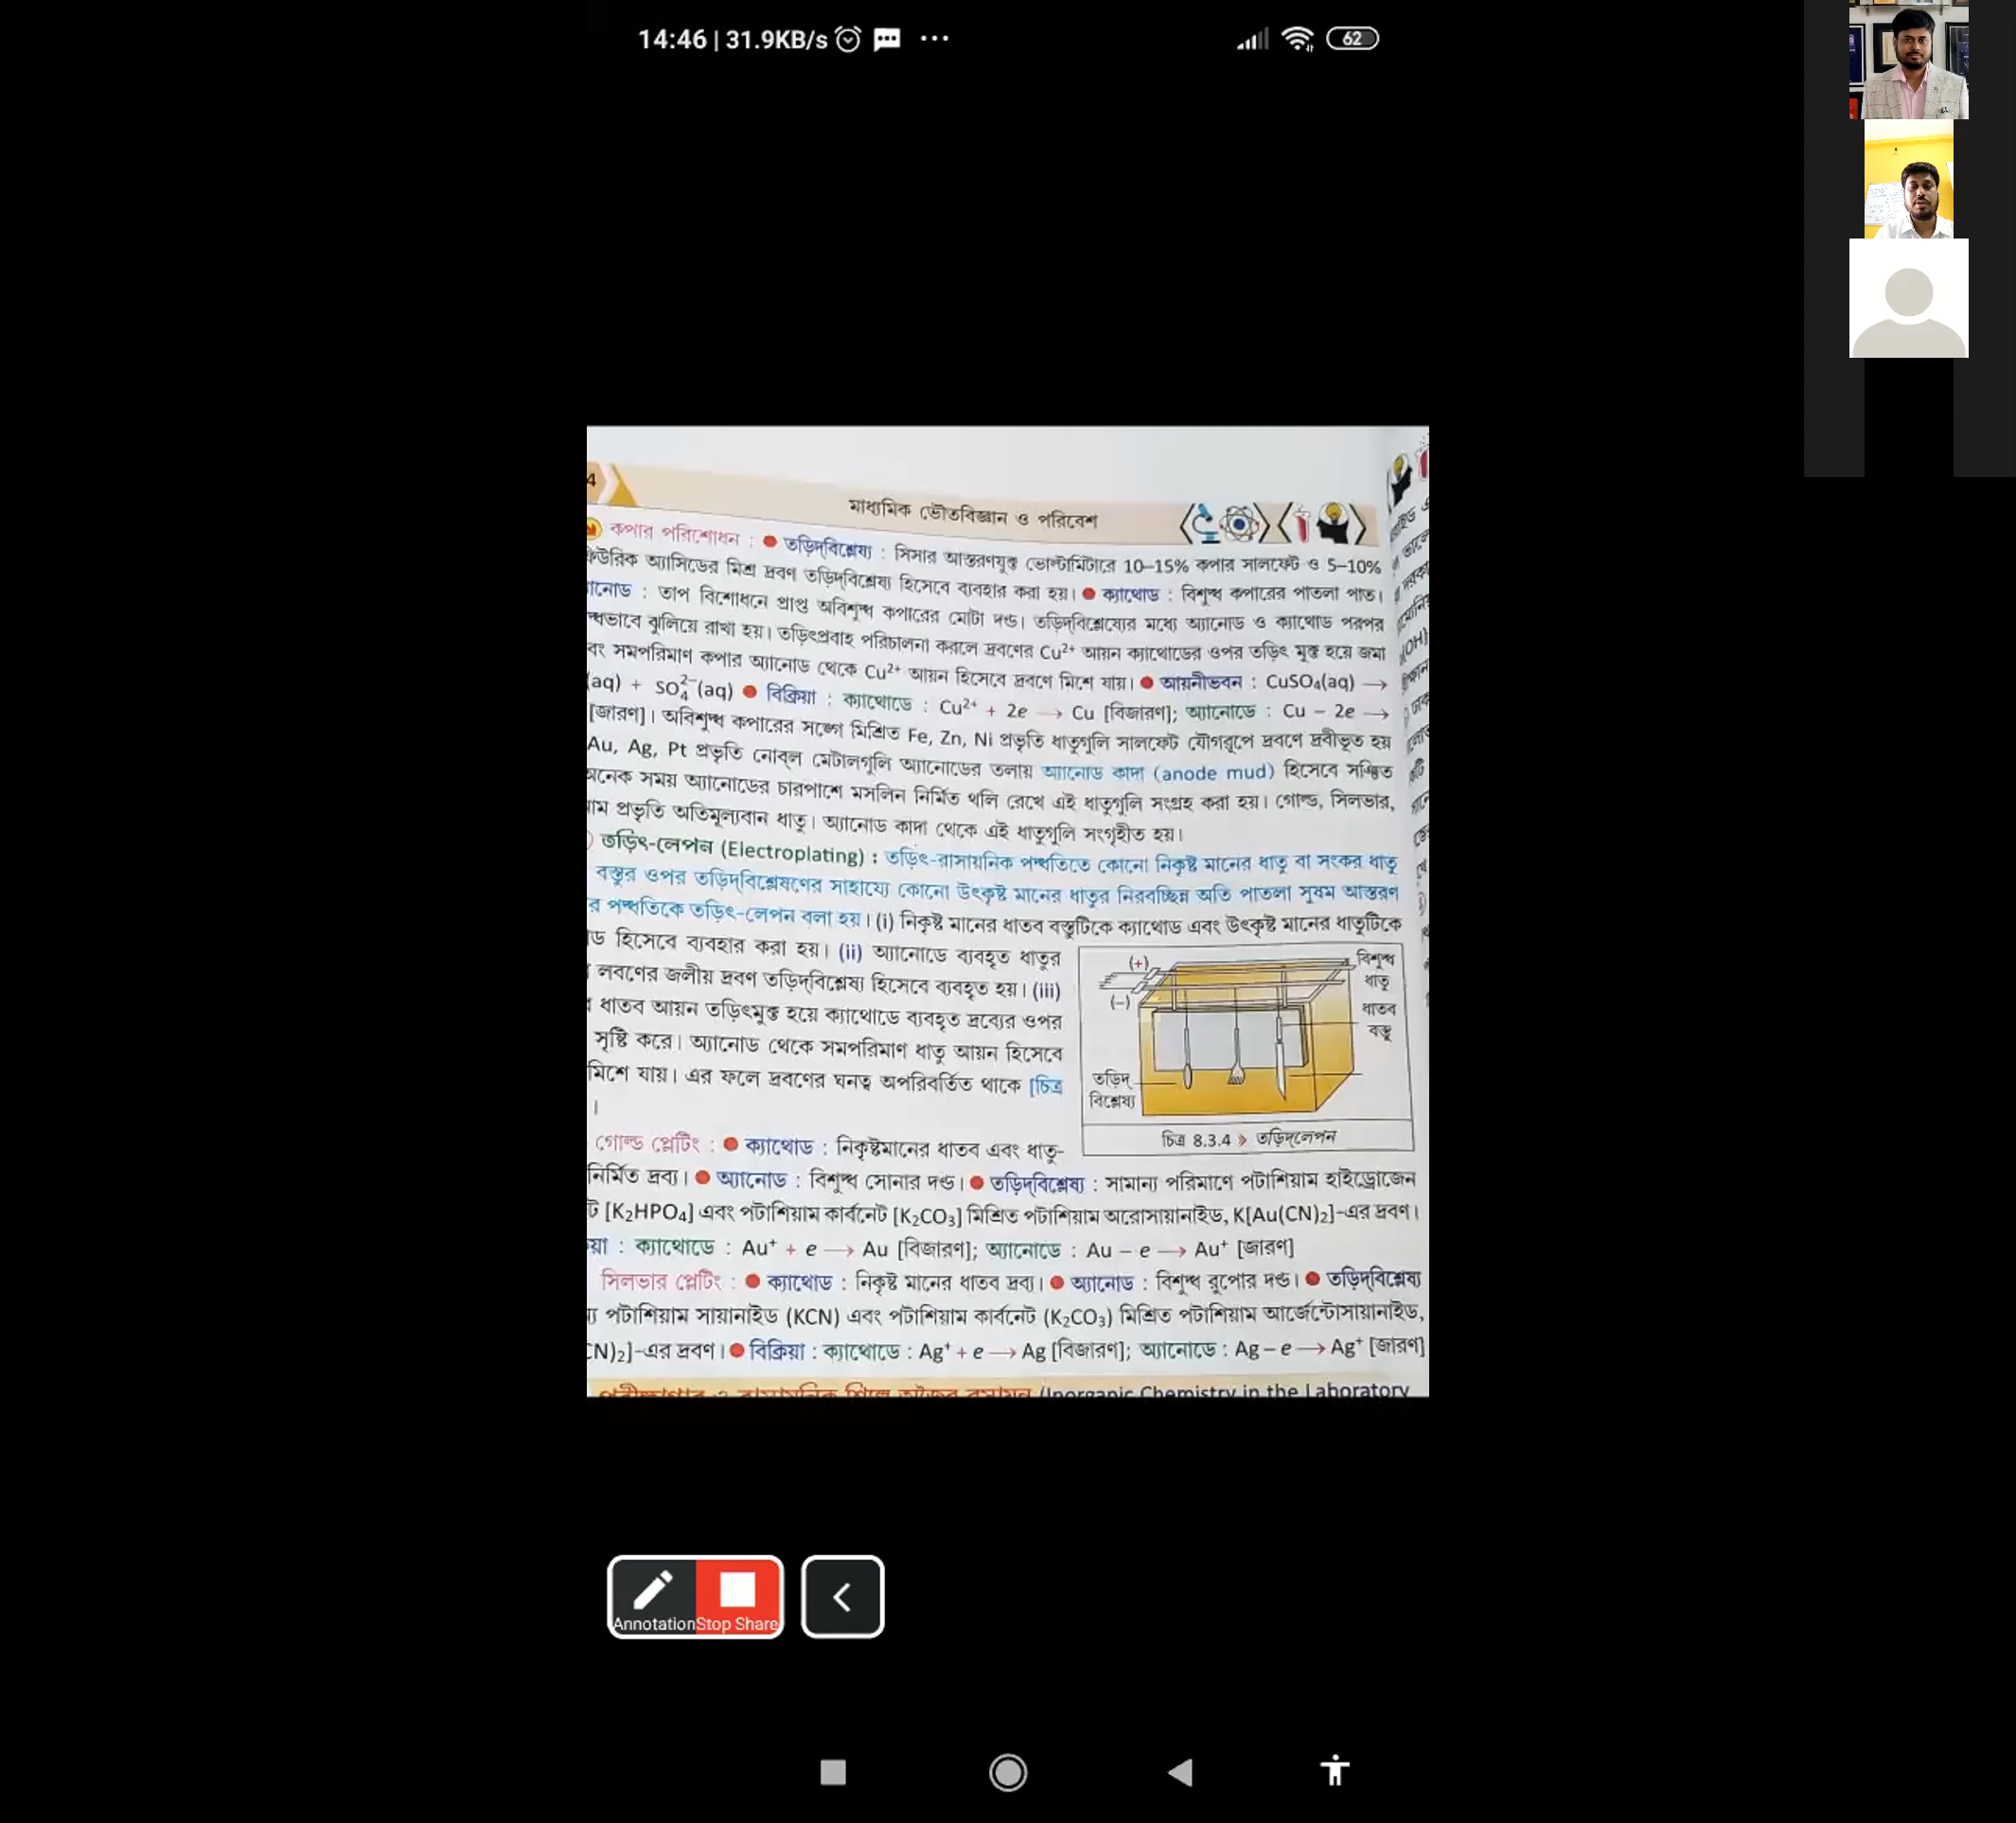 14:46 | 31.9KB/s
62
4
মাধ্যমিক ভৌতবিজ্ঞান ও পরিবেশ
কপার পরিশোধন : ● তড়িদ্‌বিশ্লেষ্য : সিসার আস্তরণযুক্ত ভোল্টামিটারে 10–15% কপার সালফেট ও 5–10%
অ্যাসিডের মিশ্র দ্রবণ তড়িদ্‌বিশ্লেষ্য হিসেবে ব্যবহার করা হয়। ● ক্যাথোড : বিশুদ্ধ কপারের পাতলা পাত।
: তাপ বিশোধনে প্রাপ্ত অবিশুদ্ধ কপারের মোটা দণ্ড। তড়িদ্‌বিশ্লেষ্যের মধ্যে অ্যানোড ও ক্যাথোড পরপর
ঝুলিয়ে রাখা হয়। তড়িৎপ্রবাহ পরিচালনা করলে দ্রবণের Cu²⁺ আয়ন ক্যাথোডের ওপর তড়িৎ মুক্ত হয়ে জমা
সমপরিমাণ কপার অ্যানোড থেকে Cu²⁺ আয়ন হিসেবে দ্রবণে মিশে যায়। ● আয়নীভবন : CuSO₄(aq) →
(aq) + SO₄²⁻(aq) ● বিক্রিয়া : ক্যাথোডে : Cu²⁺ + 2e → Cu [বিজারণ]; অ্যানোডে : Cu – 2e →
[জারণ]। অবিশুদ্ধ কপারের সঙ্গে মিশ্রিত Fe, Zn, Ni প্রভৃতি ধাতুগুলি সালফেট যৌগরূপে দ্রবণে দ্রবীভূত হয়
Au, Ag, Pt প্রভৃতি নোব্‌ল মেটালগুলি অ্যানোডের তলায় অ্যানোড কাদা (anode mud) হিসেবে সঞ্চিত
অনেক সময় অ্যানোডের চারপাশে মসলিন নির্মিত থলি রেখে এই ধাতুগুলি সংগ্রহ করা হয়। গোল্ড, সিলভার,
প্রভৃতি অতিমূল্যবান ধাতু। অ্যানোড কাদা থেকে এই ধাতুগুলি সংগৃহীত হয়।
তড়িৎ-লেপন (Electroplating) : তড়িৎ-রাসায়নিক পদ্ধতিতে কোনো নিকৃষ্ট মানের ধাতু বা সংকর ধাতু
বস্তুর ওপর তড়িদ্‌বিশ্লেষণের সাহায্যে কোনো উৎকৃষ্ট মানের ধাতুর নিরবচ্ছিন্ন অতি পাতলা সুষম আস্তরণ
র পদ্ধতিকে তড়িৎ-লেপন বলা হয়। (i) নিকৃষ্ট মানের ধাতব বস্তুটিকে ক্যাথোড এবং উৎকৃষ্ট মানের ধাতুটিকে
ড হিসেবে ব্যবহার করা হয়। (ii) অ্যানোডে ব্যবহৃত ধাতুর
লবণের জলীয় দ্রবণ তড়িদ্‌বিশ্লেষ্য হিসেবে ব্যবহৃত হয়। (iii)
ধাতব আয়ন তড়িৎমুক্ত হয়ে ক্যাথোডে ব্যবহৃত দ্রব্যের ওপর
সৃষ্টি করে। অ্যানোড থেকে সমপরিমাণ ধাতু আয়ন হিসেবে
মিশে যায়। এর ফলে দ্রবণের ঘনত্ব অপরিবর্তিত থাকে [চিত্র
।
(+)
(–)
বিশুদ্ধ
ধাতু
ধাতব
বস্তু
তড়িদ্
বিশ্লেষ্য
চিত্র 8.3.4 » তড়িদ্‌লেপন
গোল্ড প্লেটিং : ● ক্যাথোড : নিকৃষ্টমানের ধাতব এবং ধাতু-
নির্মিত দ্রব্য। ● অ্যানোড : বিশুদ্ধ সোনার দণ্ড। ● তড়িদ্‌বিশ্লেষ্য : সামান্য পরিমাণে পটাশিয়াম হাইড্রোজেন
ট [K₂HPO₄] এবং পটাশিয়াম কার্বনেট [K₂CO₃] মিশ্রিত পটাশিয়াম অরোসায়ানাইড, K[Au(CN)₂]-এর দ্রবণ।
য়া : ক্যাথোডে : Au⁺ + e → Au [বিজারণ]; অ্যানোডে : Au – e → Au⁺ [জারণ]
সিলভার প্লেটিং : ● ক্যাথোড : নিকৃষ্ট মানের ধাতব দ্রব্য। ● অ্যানোড : বিশুদ্ধ রুপোর দণ্ড। ● তড়িদ্‌বিশ্লেষ্য
পটাশিয়াম সায়ানাইড (KCN) এবং পটাশিয়াম কার্বনেট (K₂CO₃) মিশ্রিত পটাশিয়াম আর্জেন্টোসায়ানাইড,
CN)₂]-এর দ্রবণ। ● বিক্রিয়া : ক্যাথোডে : Ag⁺ + e → Ag [বিজারণ]; অ্যানোডে : Ag – e → Ag⁺ [জারণ]
পরীক্ষাগার ও রাসায়নিক শিল্পে অজৈব রসায়ন (Inorganic Chemistry in the Laboratory
Annotation
Stop Share